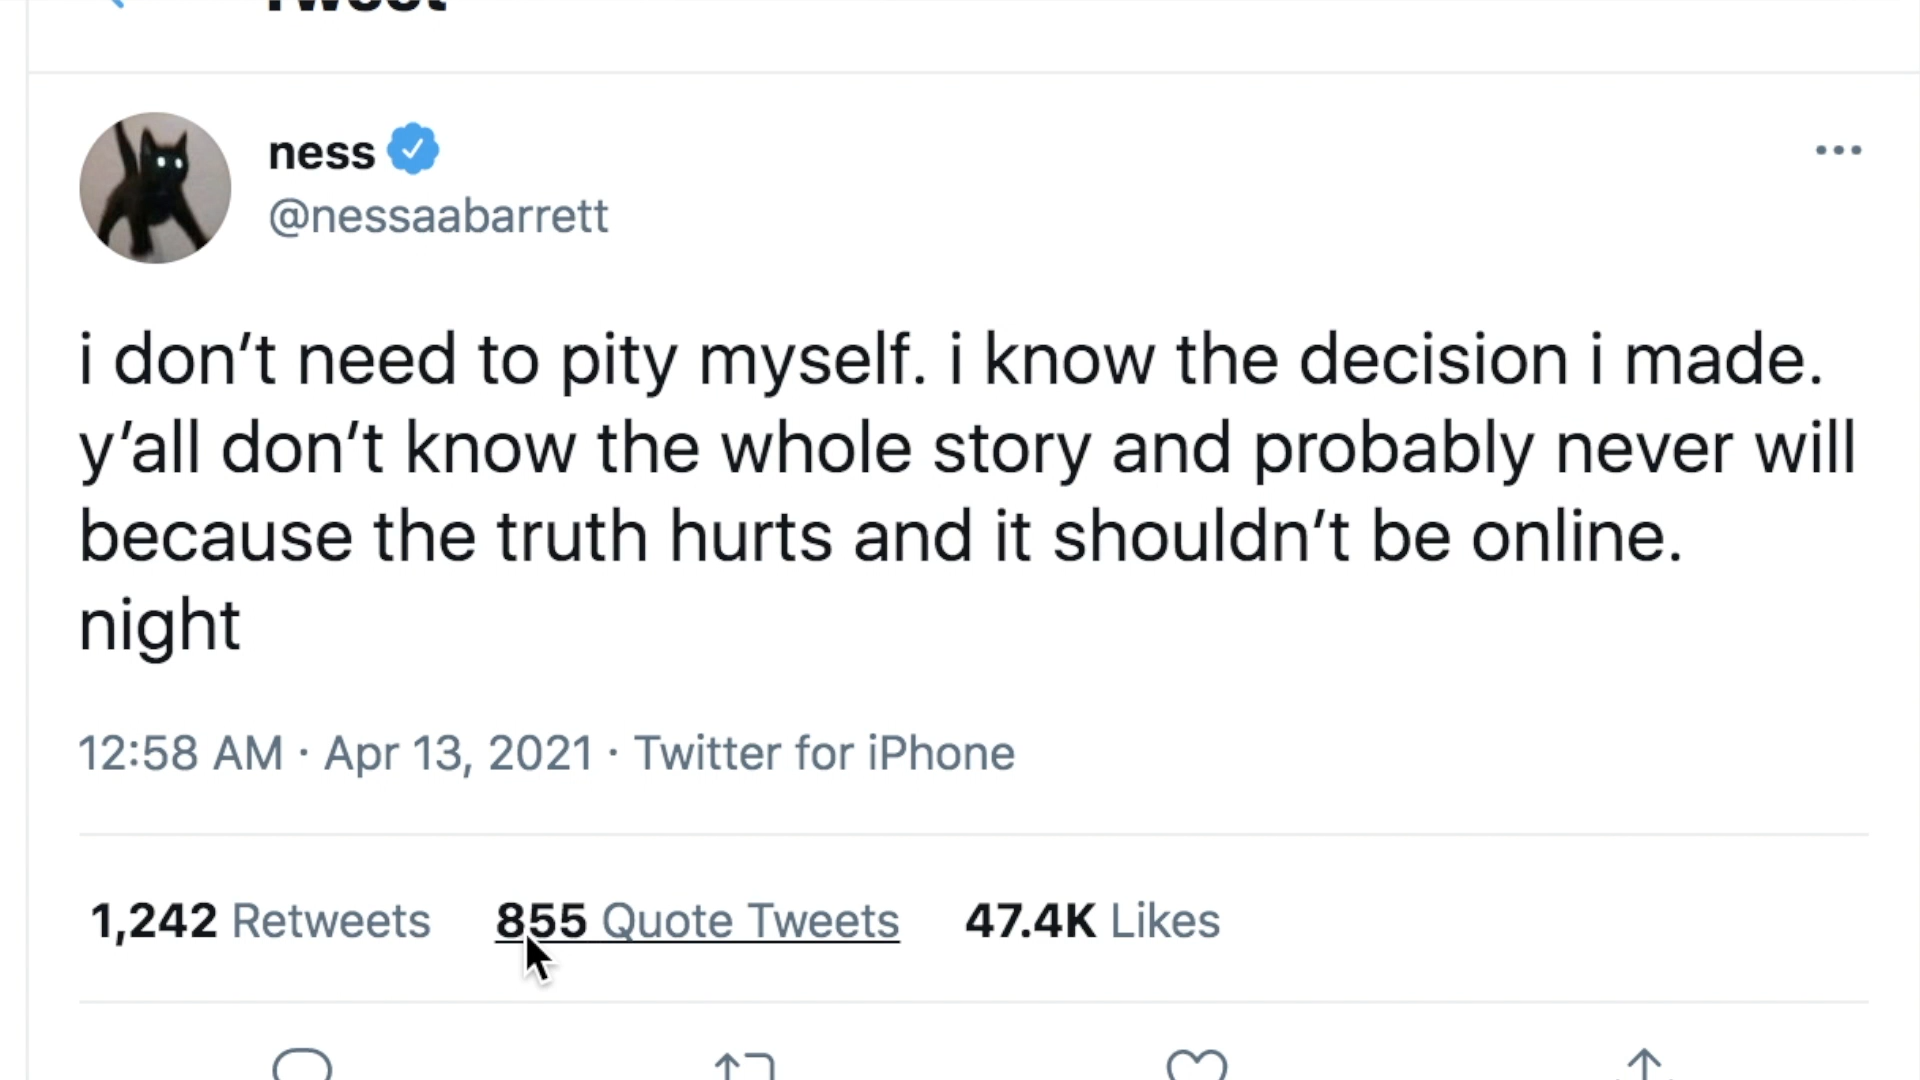 Tweet
ness
@nessaabarrett
i don’t need to pity myself. i know the decision i made.
y’all don’t know the whole story and probably never will
because the truth hurts and it shouldn’t be online.
night
12:58 AM · Apr 13, 2021 · Twitter for iPhone
1,242 Retweets 855 Quote Tweets 47.4K Likes